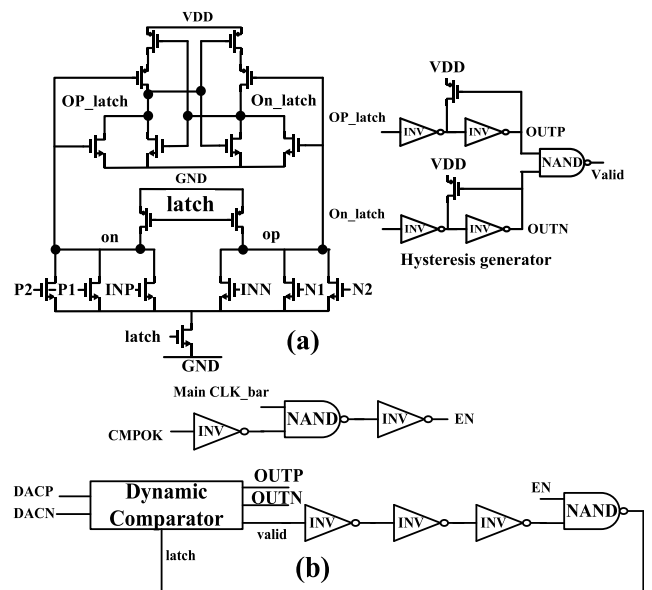 VDD
OP_latch
On_latch
GND
latch
on
op
P2
P1
INP
INN
N1
N2
latch
GND
(a)
VDD
OP_latch
INV
INV
OUTP
VDD
NAND
Valid
On_latch
INV
INV
OUTN
Hysteresis generator
Main CLK_bar
CMPOK
INV
NAND
INV
EN
DACP
DACN
Dynamic
Comparator
OUTP
OUTN
valid
INV
INV
INV
EN
NAND
latch
(b)